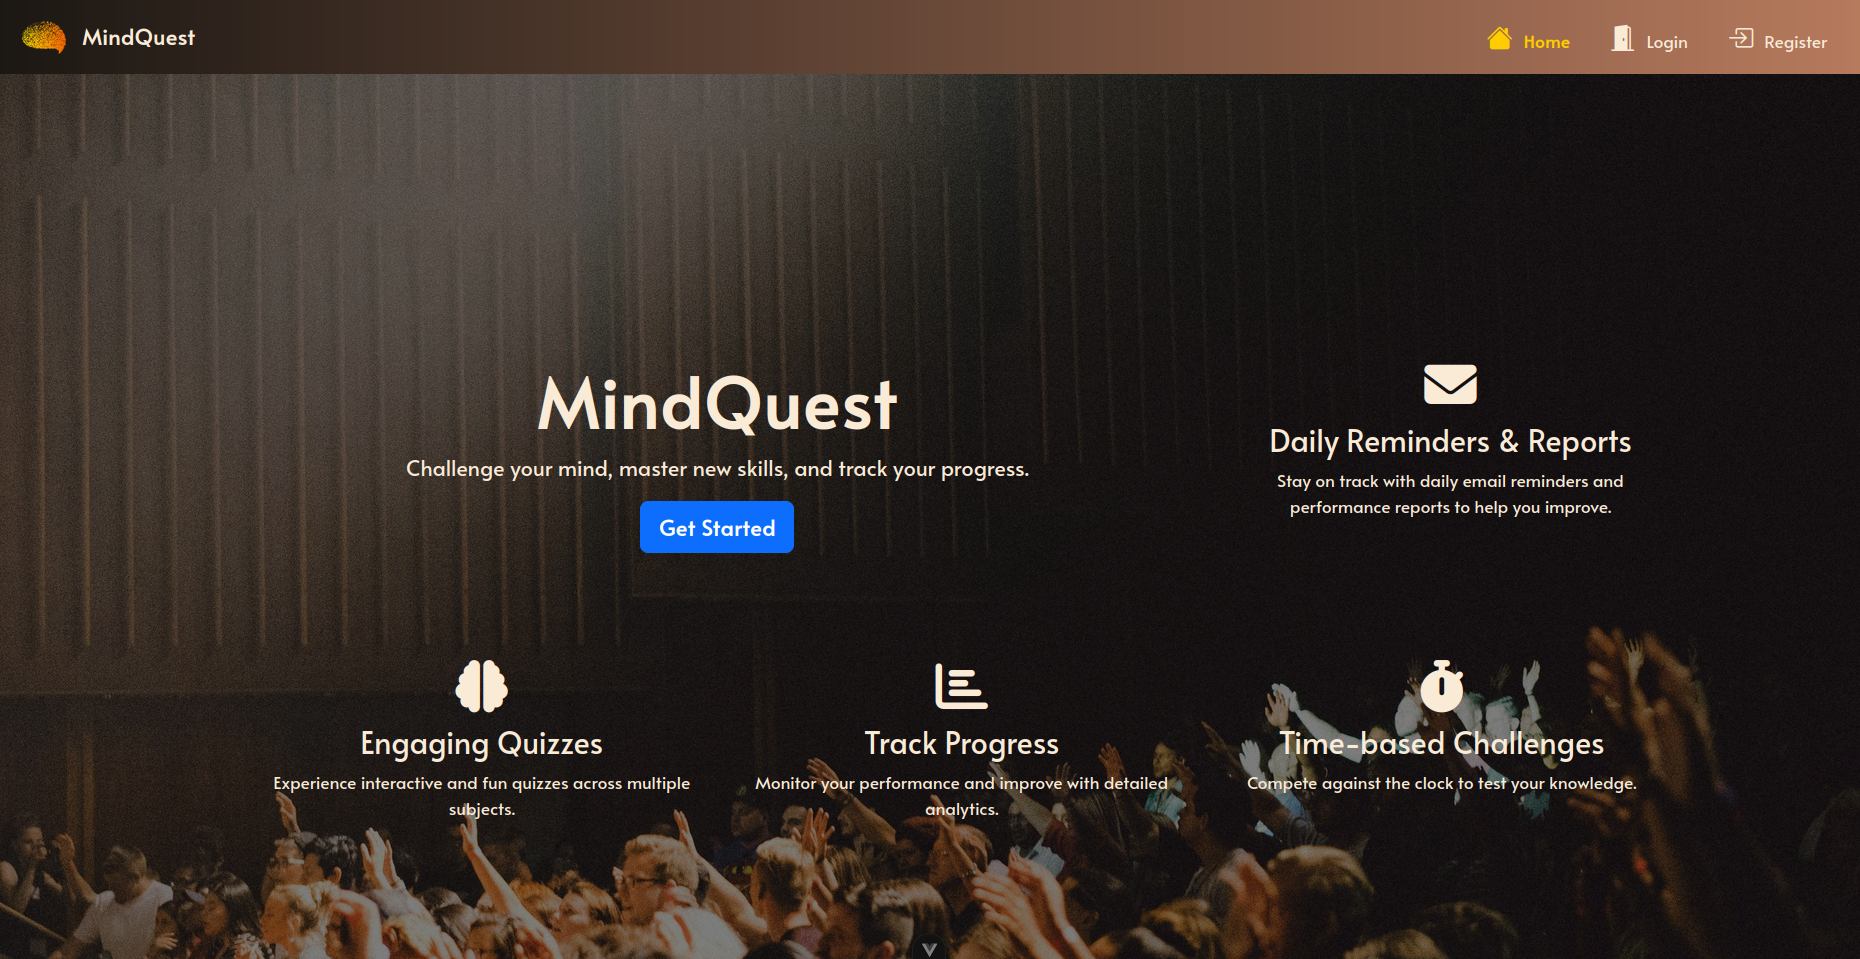 MindQuest
Home
Login
Register
MindQuest
Challenge your mind, master new skills, and track your progress.
Get Started
Daily Reminders & Reports
Stay on track with daily email reminders and
performance reports to help you improve.
Engaging Quizzes
Experience interactive and fun quizzes across multiple
subjects.
Track Progress
Monitor your performance and improve with detailed
analytics.
Time-based Challenges
Compete against the clock to test your knowledge.